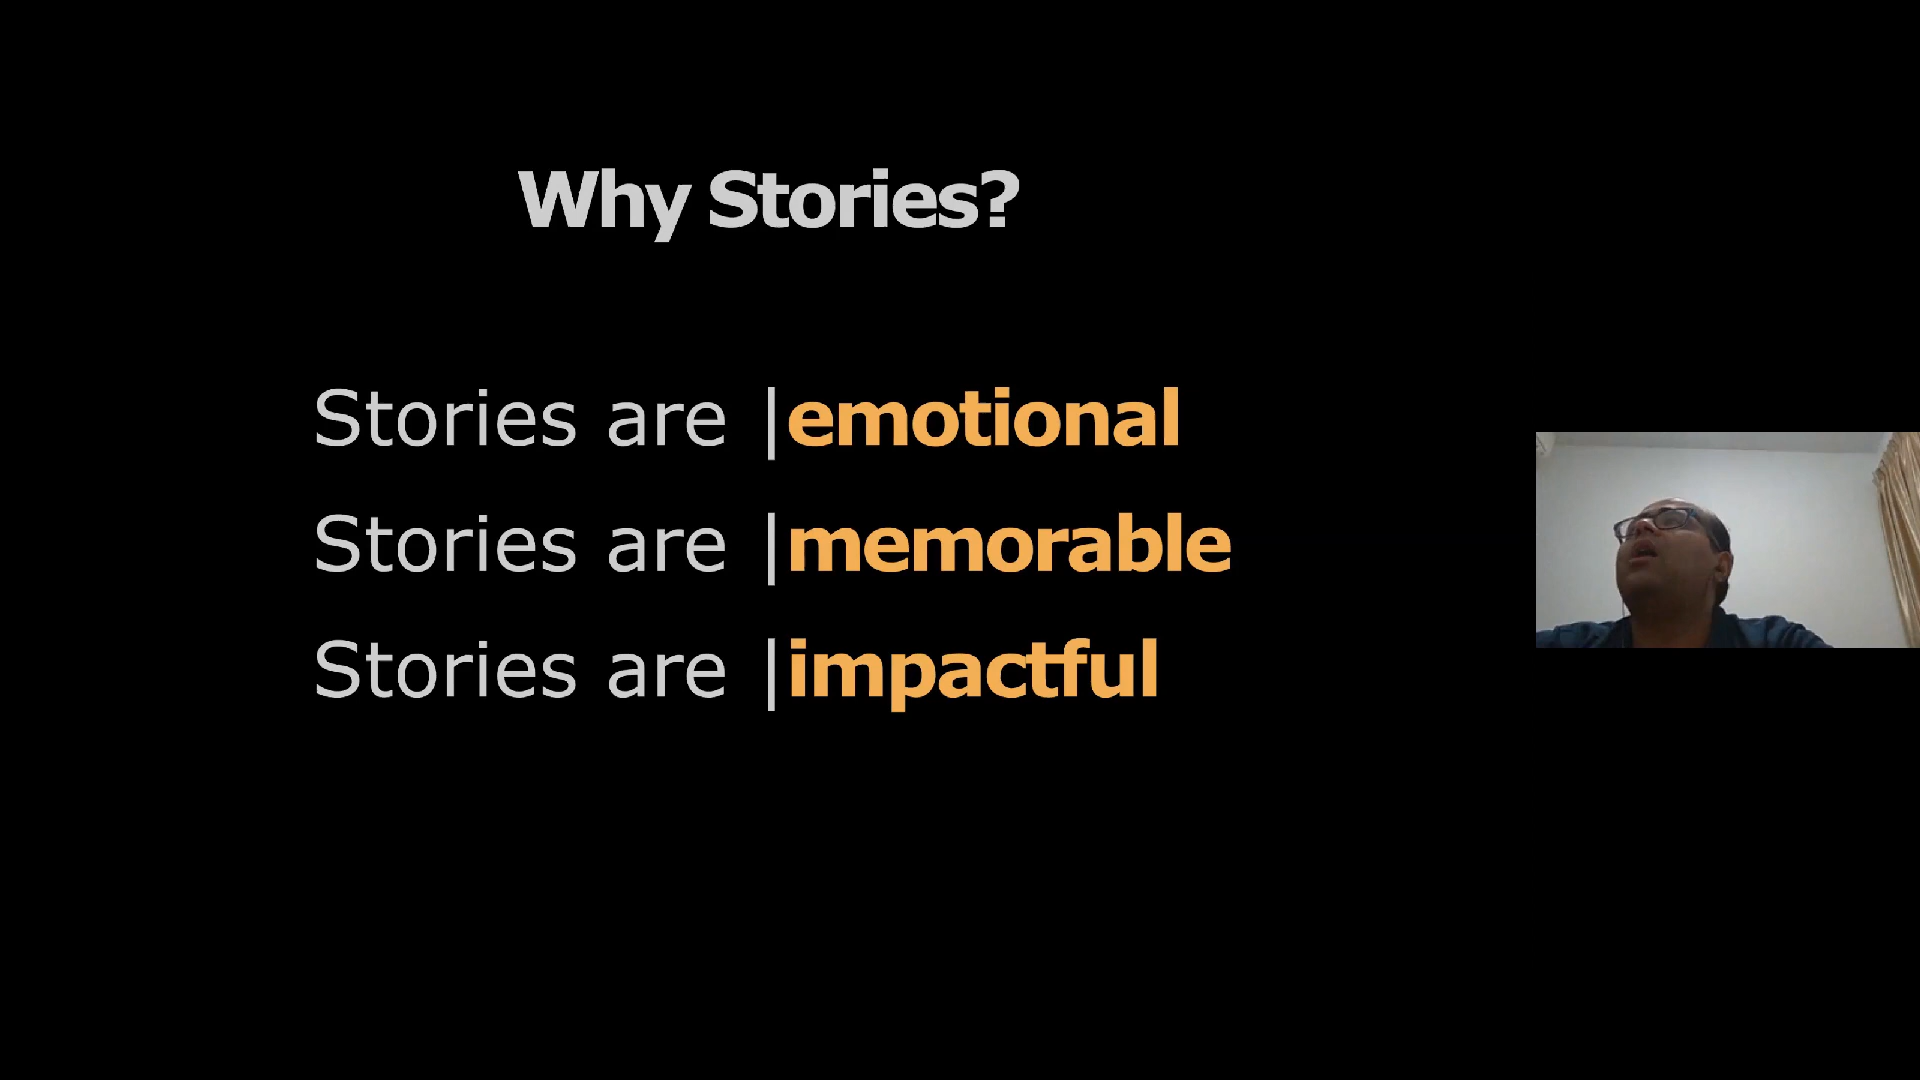 Why Stories?
Stories are |emotional
Stories are |memorable
Stories are |impactful